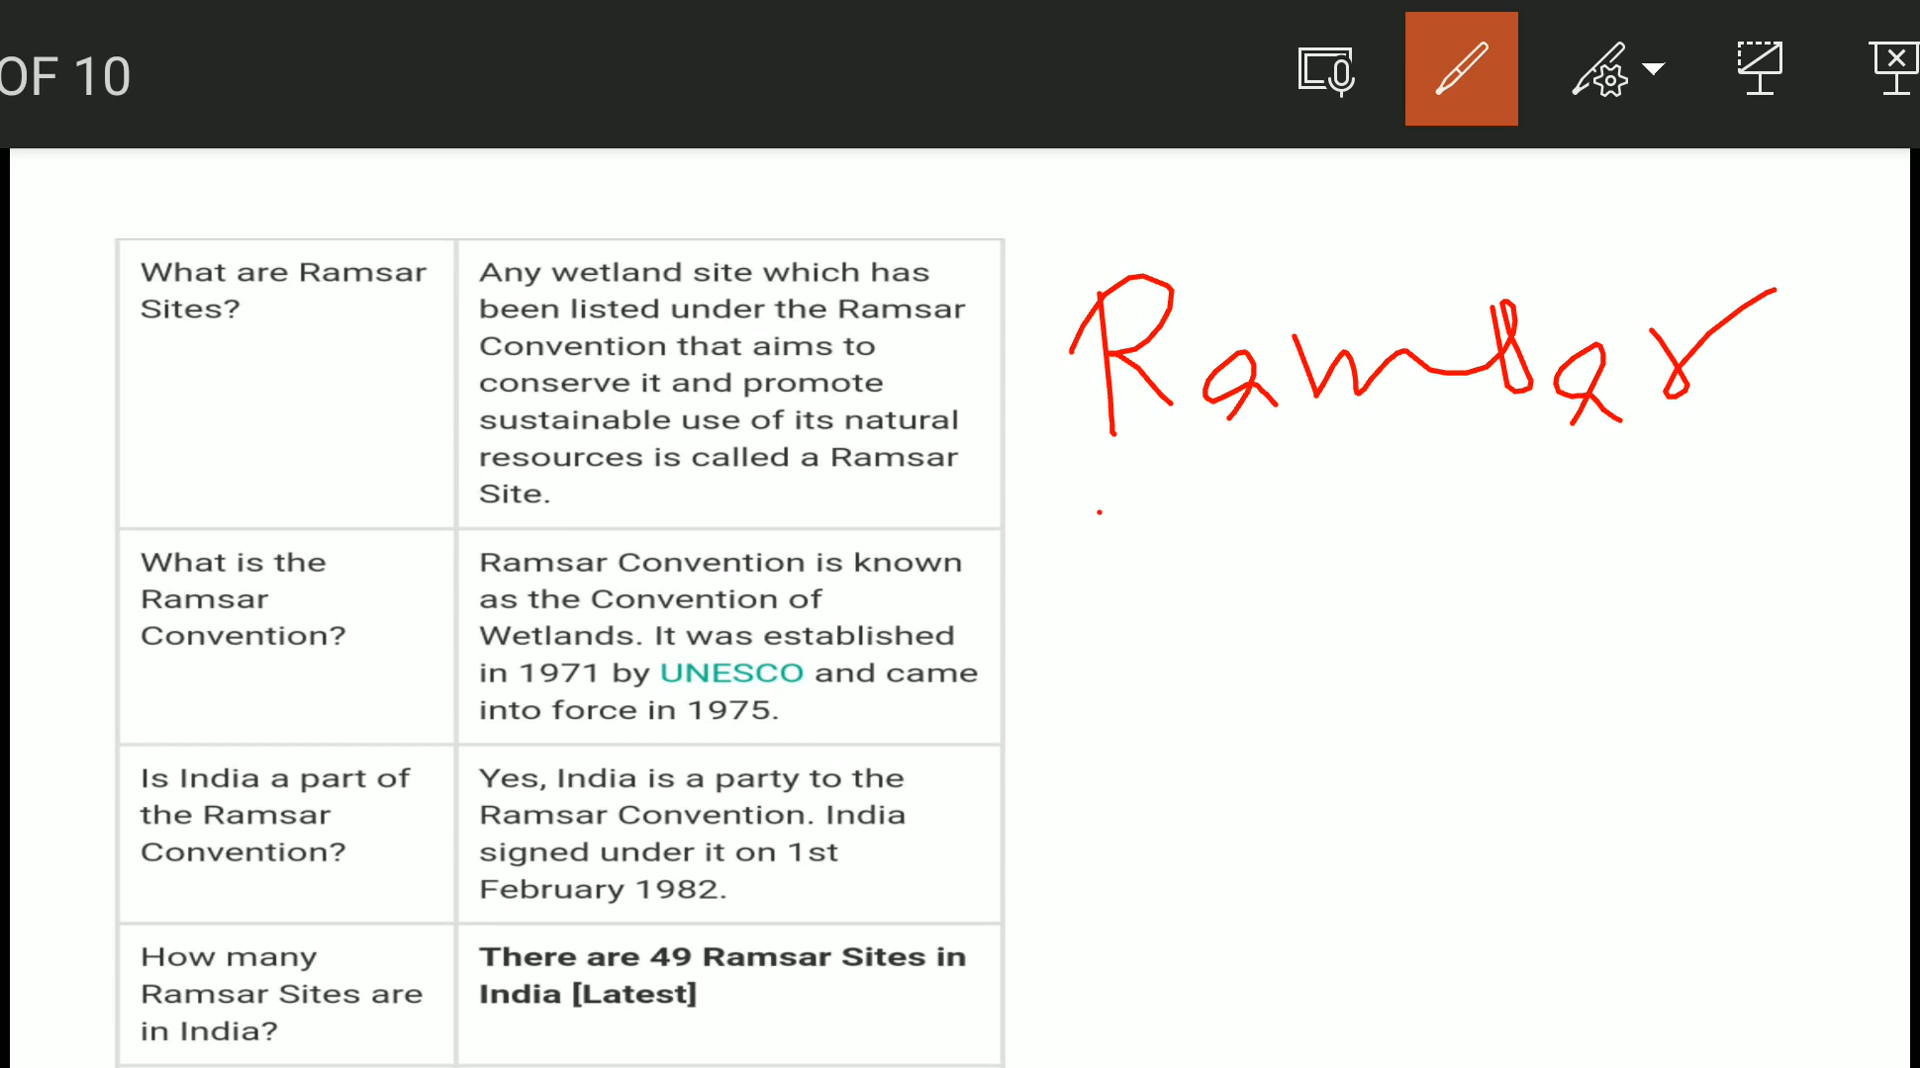 OF 10
What are Ramsar
Sites?
Any wetland site which has
been listed under the Ramsar
Convention that aims to
conserve it and promote
sustainable use of its natural
resources is called a Ramsar
Site.
Ramsar
What is the
Ramsar
Convention?
Ramsar Convention is known
as the Convention of
Wetlands. It was established
in 1971 by UNESCO and came
into force in 1975.
Is India a part of
the Ramsar
Convention?
Yes, India is a party to the
Ramsar Convention. India
signed under it on 1st
February 1982.
How many
Ramsar Sites are
in India?
There are 49 Ramsar Sites in
India [Latest]